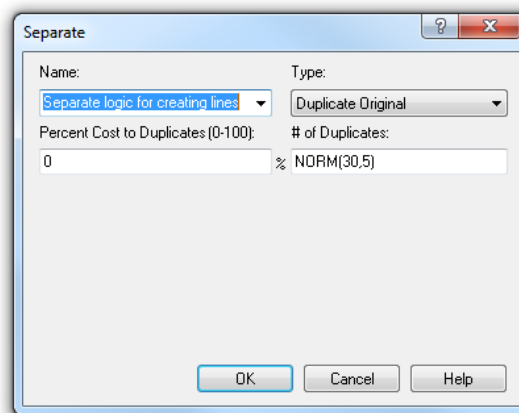 Separate
Name: Type:
Separate logic for creating lines Duplicate Original
Percent Cost to Duplicates (0-100): # of Duplicates:
0 % NORM(30,5)
OK Cancel Help